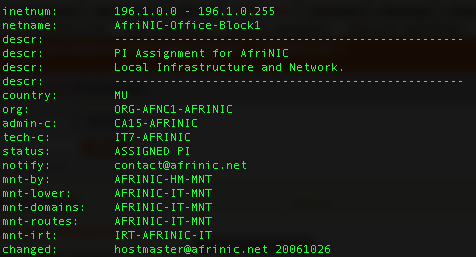 inetnum: 196.1.0.0 - 196.1.0.255
netname: AfriNIC-Office-Block1
descr: -----------------------------------------------
descr: PI Assignment for AfriNIC
descr: Local Infrastructure and Network.
descr: -----------------------------------------------
country: MU
org: ORG-AFNC1-AFRINIC
admin-c: CA15-AFRINIC
tech-c: IT7-AFRINIC
status: ASSIGNED PI
notify: contact@afrinic.net
mnt-by: AFRINIC-HM-MNT
mnt-lower: AFRINIC-IT-MNT
mnt-domains: AFRINIC-IT-MNT
mnt-routes: AFRINIC-IT-MNT
mnt-irt: IRT-AFRINIC-IT
changed: hostmaster@afrinic.net 20061026